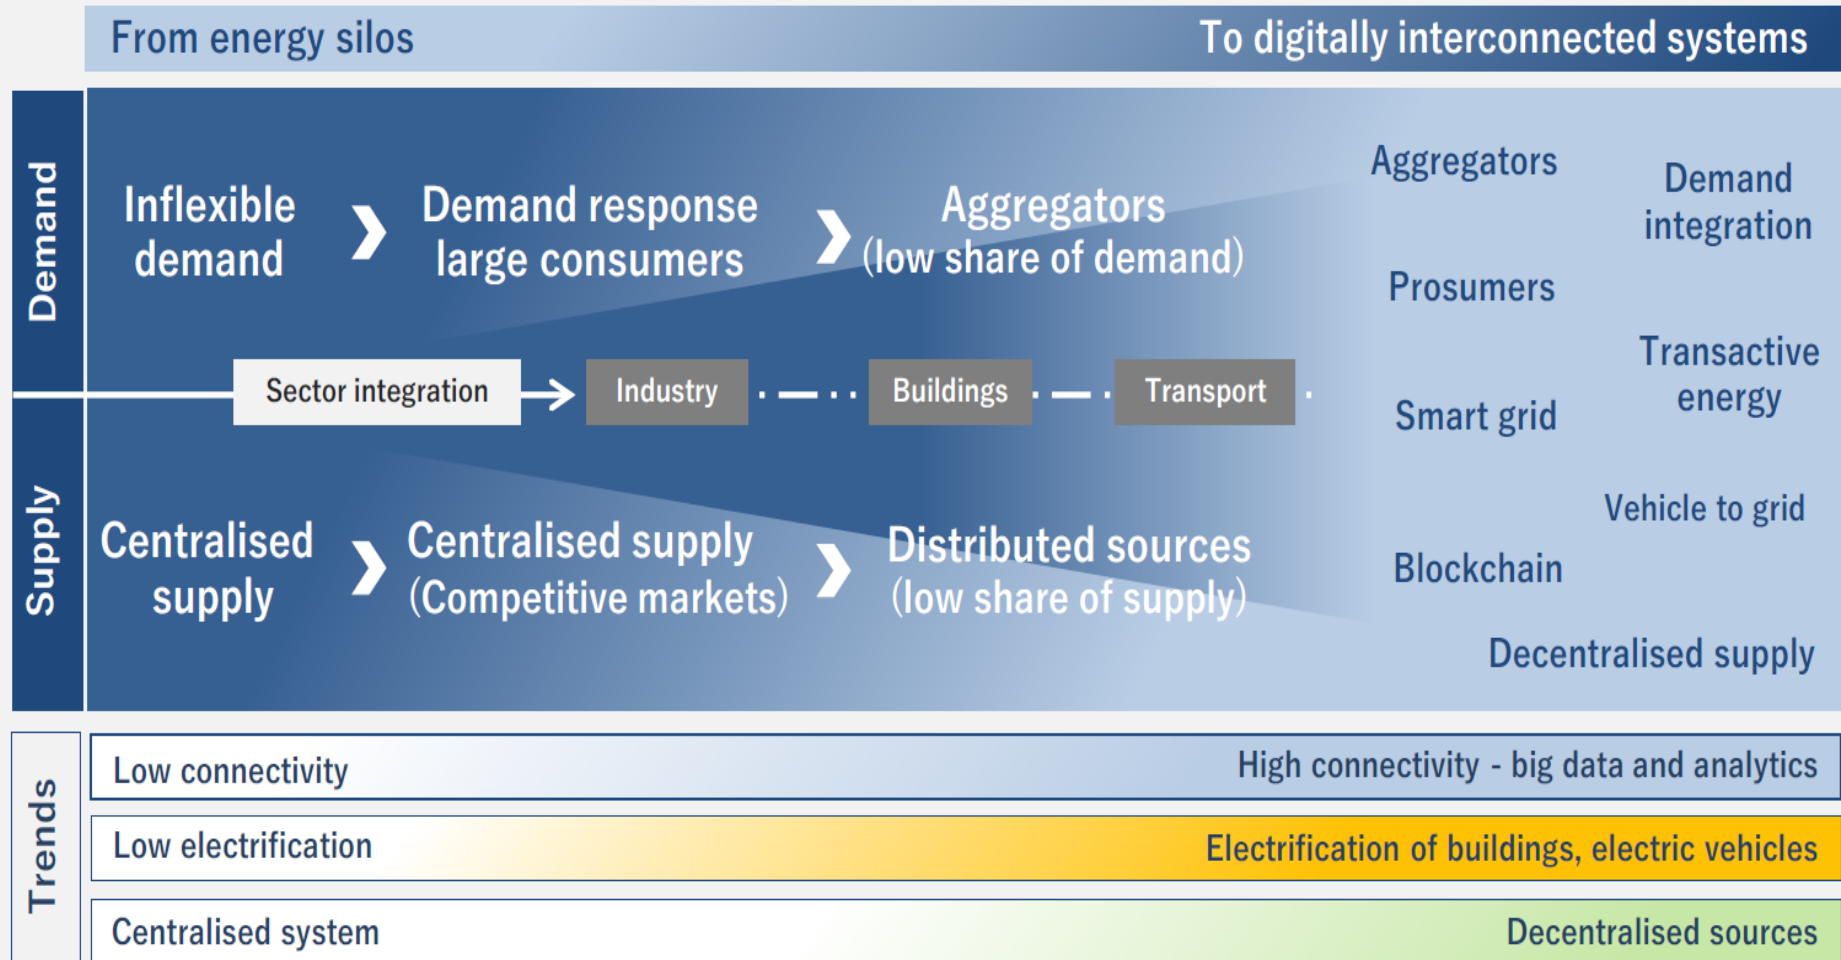 From energy silos
To digitally interconnected systems
Demand
Inflexible
demand
Demand response
large consumers
Aggregators
(low share of demand)
Aggregators
Demand
integration
Prosumers
Transactive
energy
Sector integration
Industry
Buildings
Transport
Smart grid
Supply
Centralised
supply
Centralised supply
(Competitive markets)
Distributed sources
(low share of supply)
Vehicle to grid
Blockchain
Decentralised supply
Trends
Low connectivity
High connectivity - big data and analytics
Low electrification
Electrification of buildings, electric vehicles
Centralised system
Decentralised sources